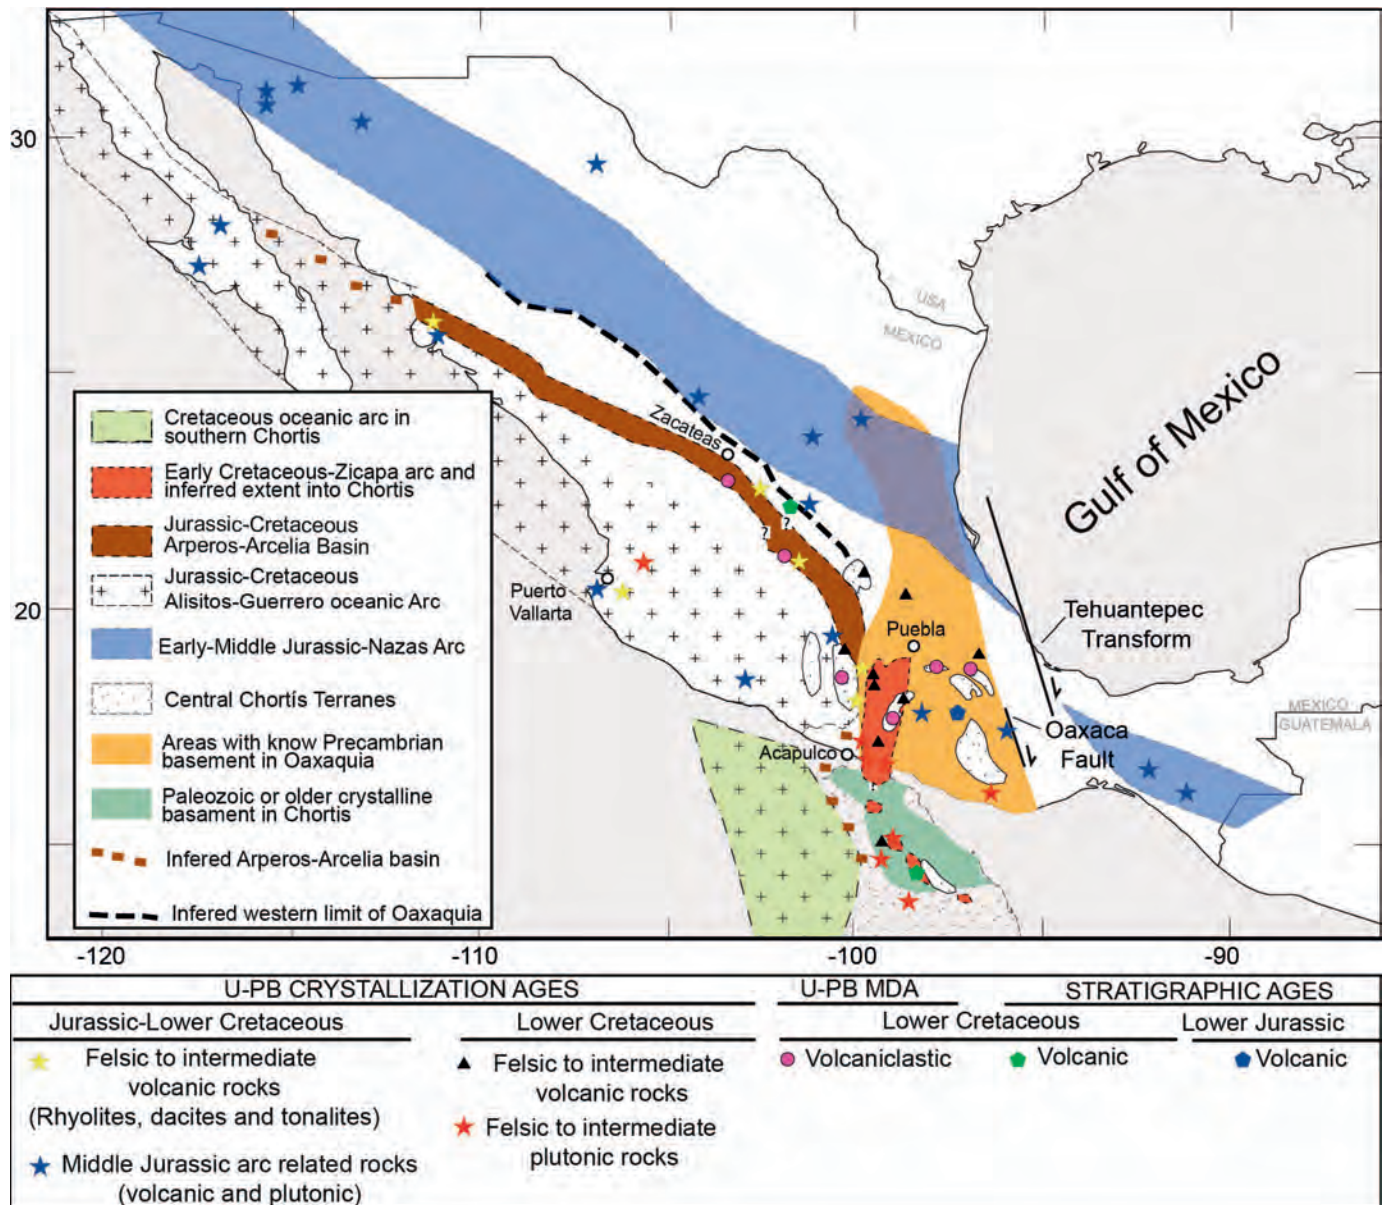 30
20
-120
-110
-100
-90
USA
MEXICO
Gulf of Mexico
Zacateas
?
?
Puerto
Vallarta
Puebla
Acapulco
Tehuantepec
Transform
Oaxaca
Fault
MEXICO
GUATEMALA
Cretaceous oceanic arc in
southern Chortis
Early Cretaceous-Zicapa arc and
inferred extent into Chortis
Jurassic-Cretaceous
Arperos-Arcelia Basin
Jurassic-Cretaceous
Alisitos-Guerrero oceanic Arc
Early-Middle Jurassic-Nazas Arc
Central Chortís Terranes
Areas with know Precambrian
basement in Oaxaquia
Paleozoic or older crystalline
basament in Chortis
Infered Arperos-Arcelia basin
Infered western limit of Oaxaquia
U-PB CRYSTALLIZATION AGES
U-PB MDA
STRATIGRAPHIC AGES
Jurassic-Lower Cretaceous
Lower Cretaceous
Lower Cretaceous
Lower Jurassic
Felsic to intermediate
volcanic rocks
(Rhyolites, dacites and tonalites)
Middle Jurassic arc related rocks
(volcanic and plutonic)
Felsic to intermediate
volcanic rocks
Felsic to intermediate
plutonic rocks
Volcaniclastic
Volcanic
Volcanic